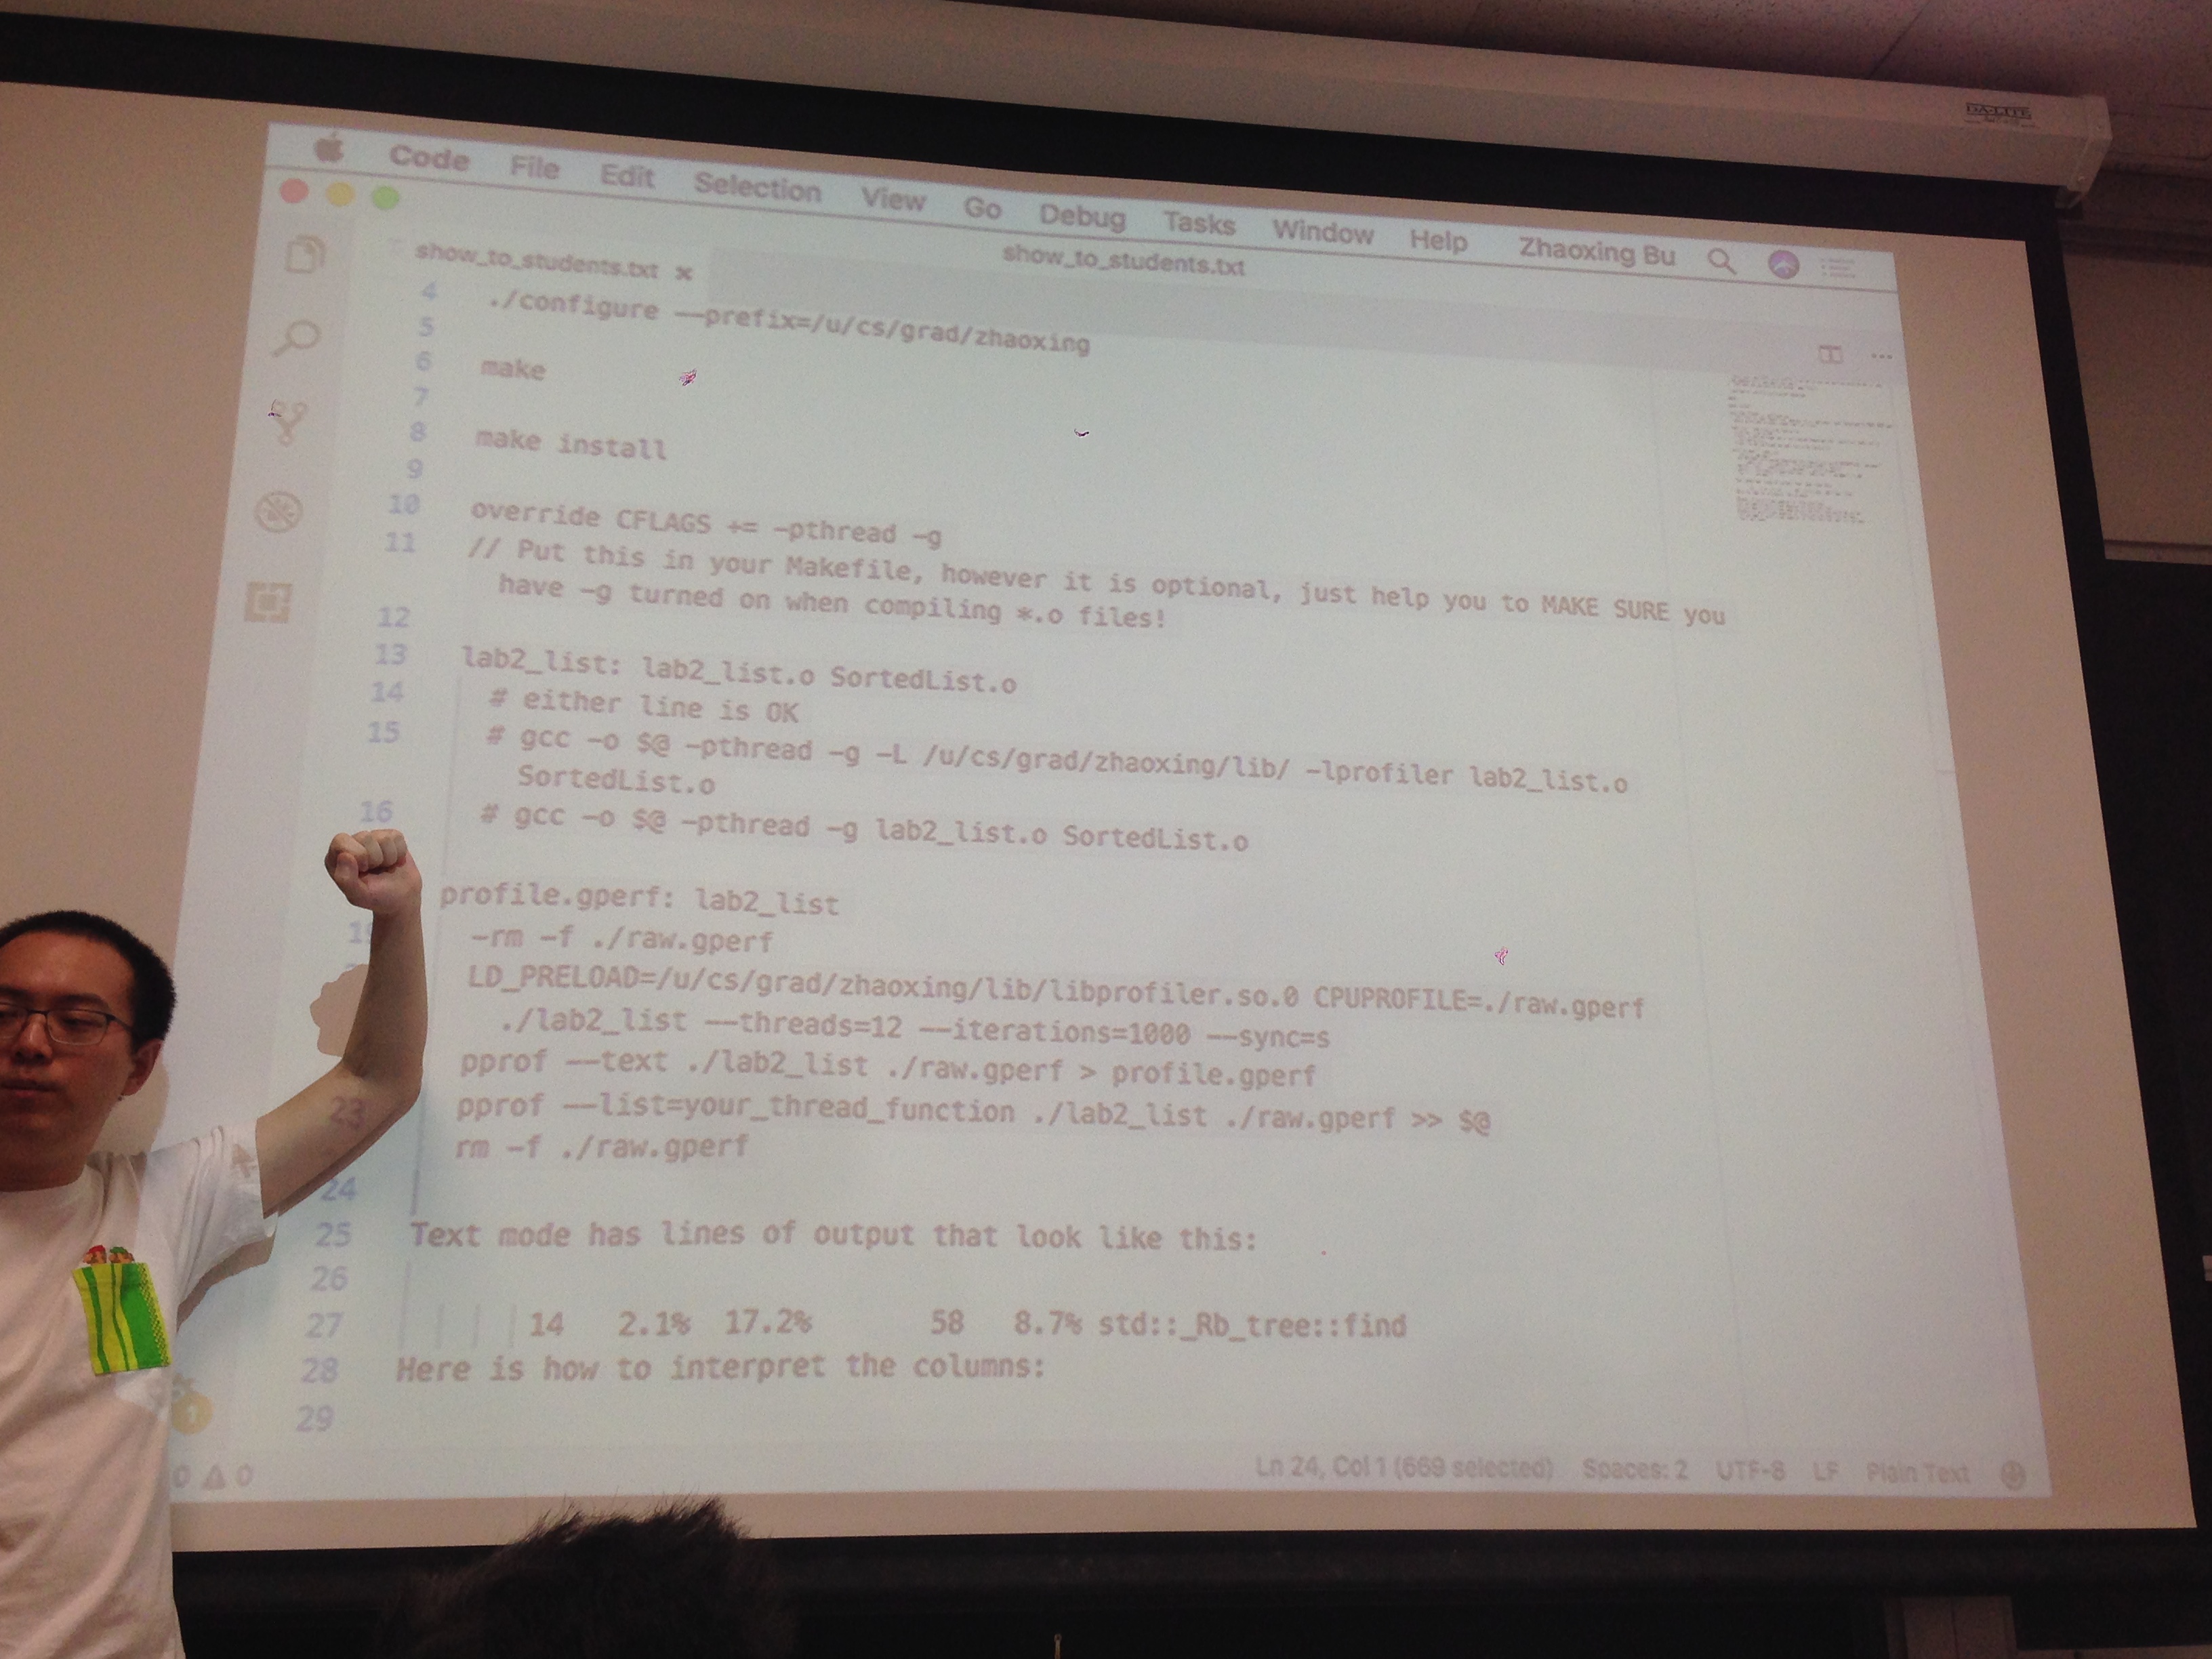 DA-LITE
Code File Edit Selection View Go Debug Tasks Window Help Zhaoxing Bu
show_to_students.txt
show_to_students.txt ×
4 ./configure --prefix=/u/cs/grad/zhaoxing
5
6 make
7
8 make install
9
10 override CFLAGS += -pthread -g
11 // Put this in your Makefile, however it is optional, just help you to MAKE SURE you
have -g turned on when compiling *.o files!
12
13 lab2_list: lab2_list.o SortedList.o
14 # either line is OK
15 # gcc -o $@ -pthread -g -L /u/cs/grad/zhaoxing/lib/ -lprofiler lab2_list.o
SortedList.o
16 # gcc -o $@ -pthread -g lab2_list.o SortedList.o
profile.gperf: lab2_list
19 -rm -f ./raw.gperf
LD_PRELOAD=/u/cs/grad/zhaoxing/lib/libprofiler.so.0 CPUPROFILE=./raw.gperf
./lab2_list --threads=12 --iterations=1000 --sync=s
pprof --text ./lab2_list ./raw.gperf > profile.gperf
pprof --list=your_thread_function ./lab2_list ./raw.gperf >> $@
23 rm -f ./raw.gperf
24
25 Text mode has lines of output that look like this:
26
27 14 2.1% 17.2% 58 8.7% std::_Rb_tree::find
28 Here is how to interpret the columns:
29
1
0 0 Ln 24, Col 1 (669 selected) Spaces: 2 UTF-8 LF Plain Text